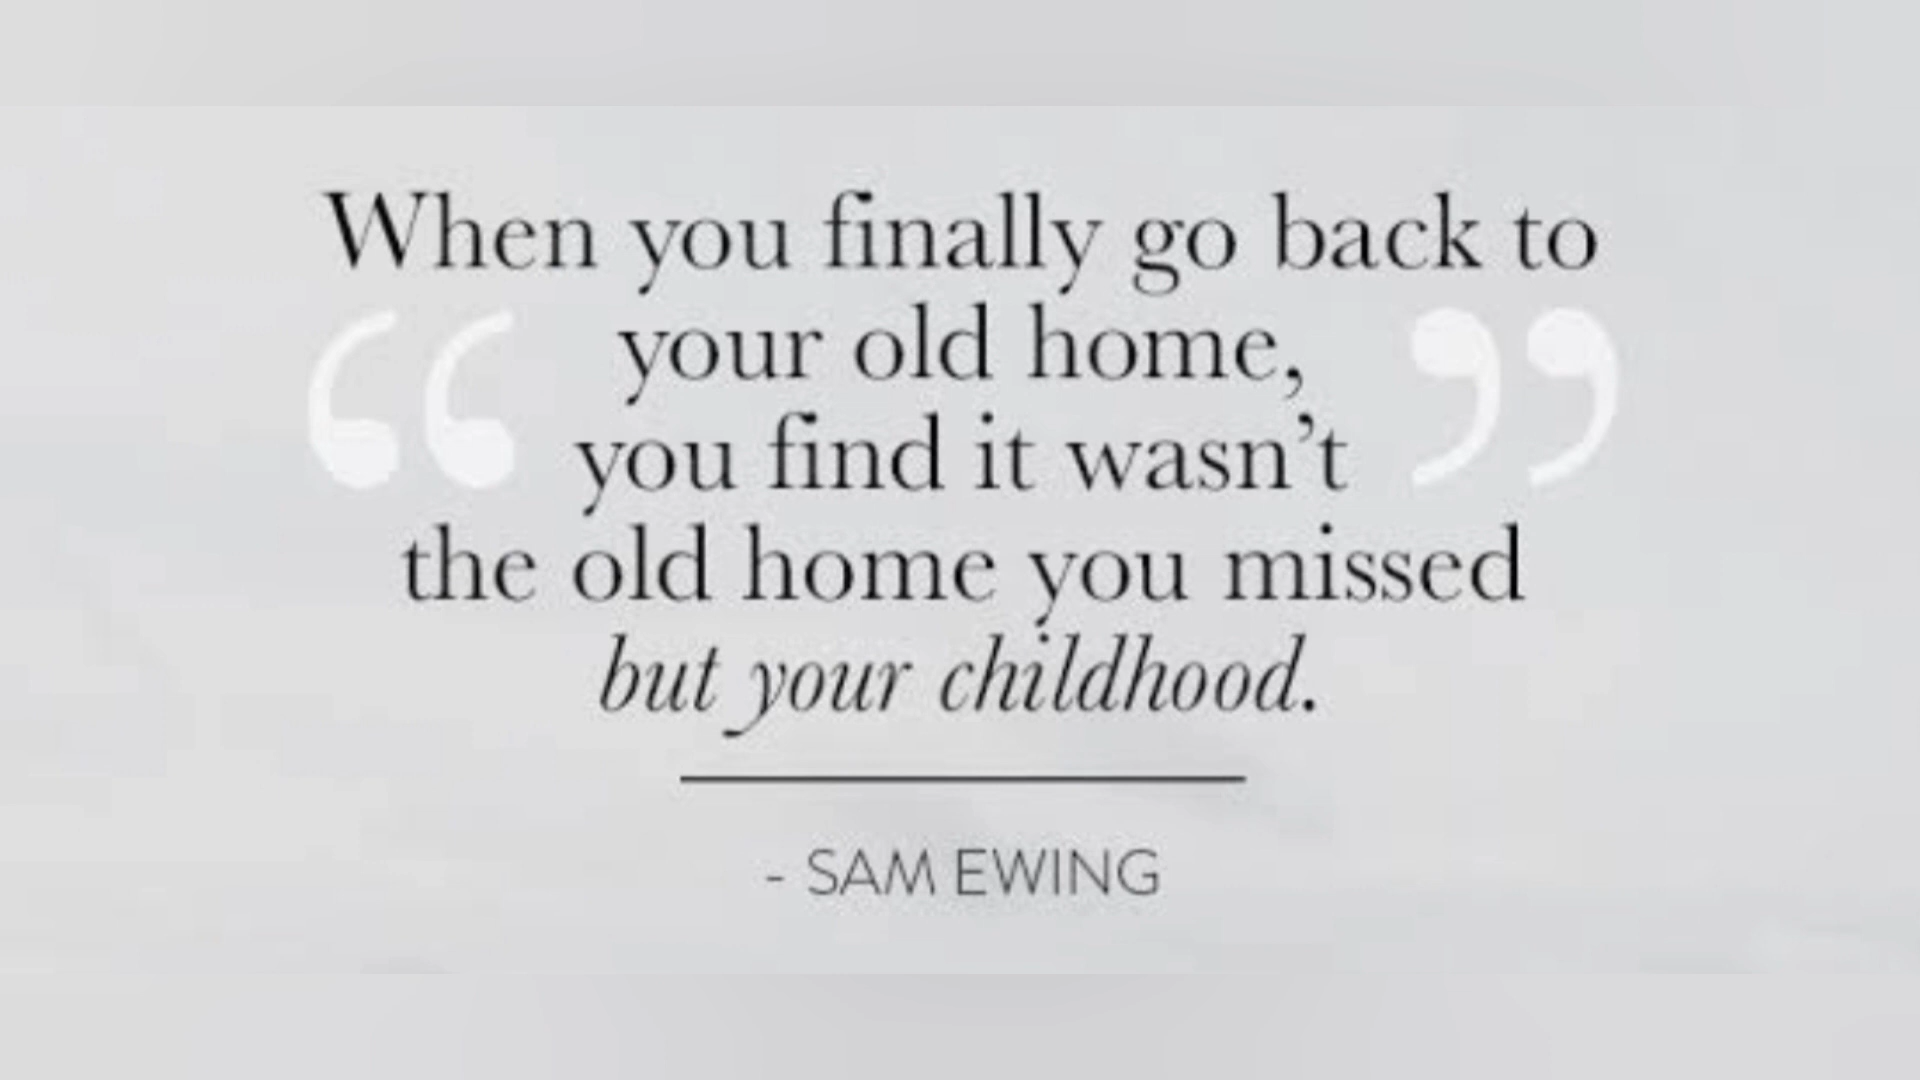 When you finally go back to
your old home,
“ ”
you find it wasn’t
the old home you missed
but your childhood.
- SAM EWING